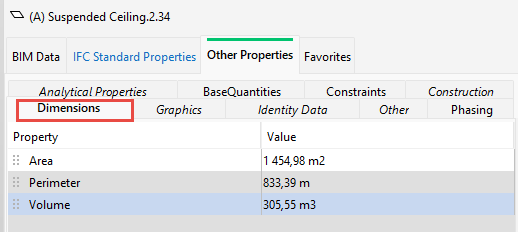 (A) Suspended Ceiling.2.34
BIM Data IFC Standard Properties Other Properties Favorites
Analytical Properties BaseQuantities Constraints Construction
Dimensions Graphics Identity Data Other Phasing
Property Value
Area 1 454,98 m2
Perimeter 833,39 m
Volume 305,55 m3